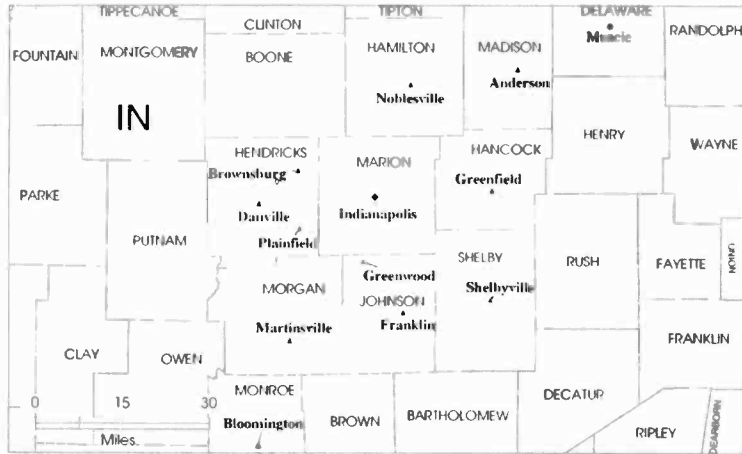 TIPPECANOE
CLINTON
TIPTON
DELAWARE
FOUNTAIN
MONTGOMERY
BOONE
HAMILTON
MADISON
Muncie
RANDOLPH
Noblesville
Anderson
IN
HENRY
WAYNE
HENDRICKS
MARION
HANCOCK
Brownsburg
Greenfield
PARKE
Danville
Indianapolis
PUTNAM
Plainfield
Greenwood
SHELBY
RUSH
FAYETTE
UNION
MORGAN
JOHNSON
Shelbyville
Martinsville
Franklin
CLAY
OWEN
FRANKLIN
MONROE
DECATUR
0 15 30
Miles
Bloomington
BROWN
BARTHOLOMEW
RIPLEY
DEARBORN